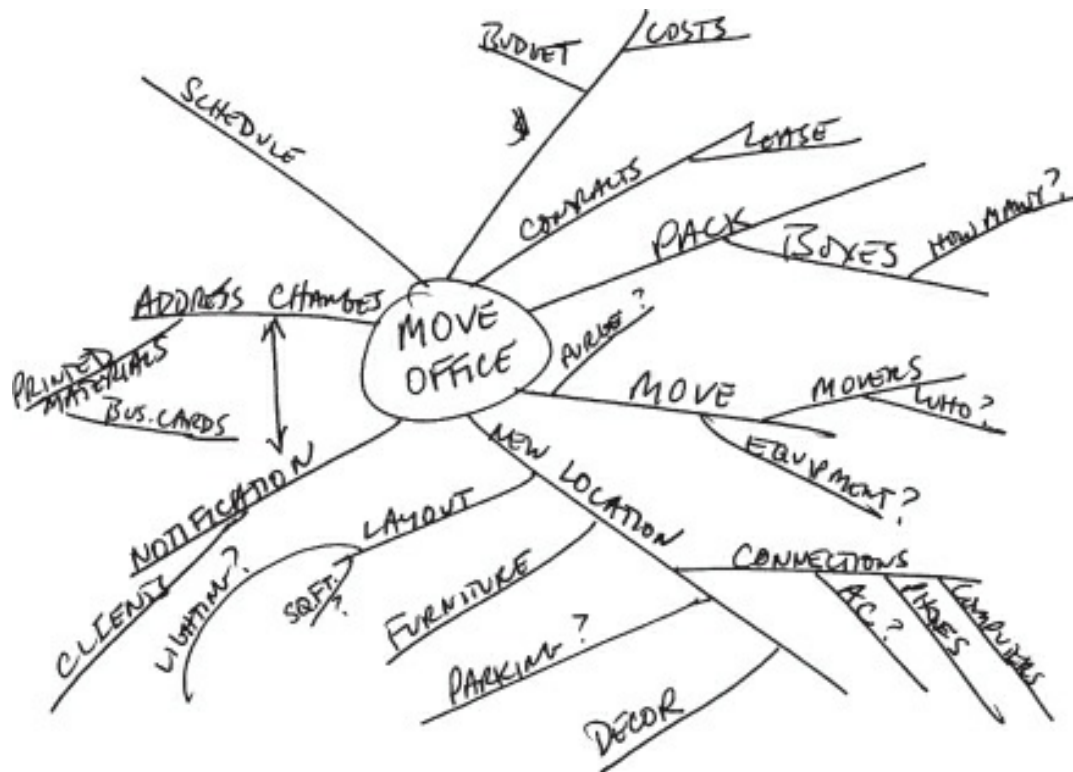 MOVE
OFFICE
SCHEDULE
$
BUDGET
COSTS
CONTRACTS
LEASE
PACK
BOXES
HOW MANY?
PURGE?
MOVE
MOVERS
WHO?
EQUIPMENT?
NEW LOCATION
CONNECTIONS
AC?
PHONES
COMPUTERS
LAYOUT
LIGHTING?
SQ.FT.
?
FURNITURE
PARKING?
DECOR
NOTIFICATION
CLIENTS
ADDRESS CHANGES
PRINTED
MATERIALS
BUS. CARDS